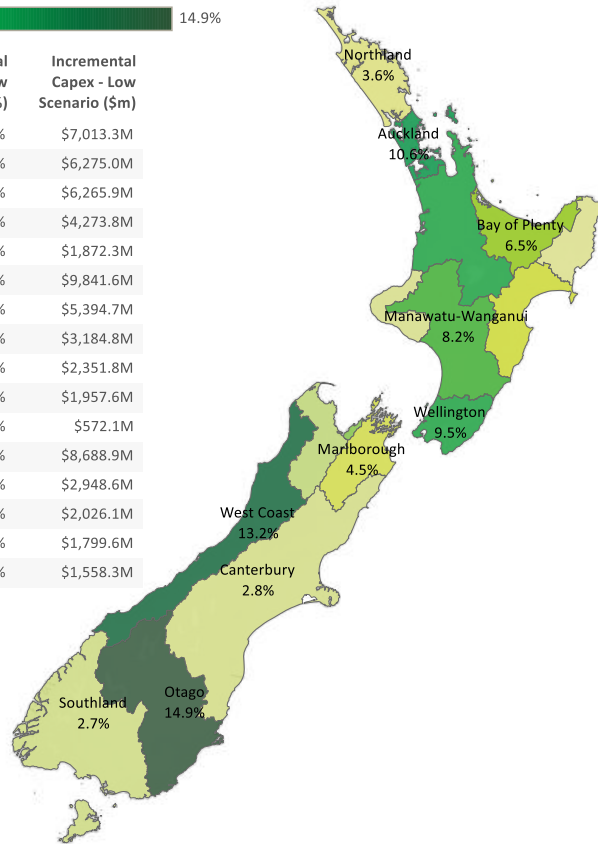 14.9%
al Incremental
w Capex - Low
%) Scenario ($m)
% $7,013.3M
% $6,275.0M
% $6,265.9M
% $4,273.8M
% $1,872.3M
% $9,841.6M
% $5,394.7M
% $3,184.8M
% $2,351.8M
% $1,957.6M
% $572.1M
% $8,688.9M
% $2,948.6M
% $2,026.1M
% $1,799.6M
% $1,558.3M
Northland
3.6%
Auckland
10.6%
Bay of Plenty
6.5%
Manawatu-Wanganui
8.2%
Wellington
9.5%
Marlborough
4.5%
West Coast
13.2%
Canterbury
2.8%
Otago
14.9%
Southland
2.7%